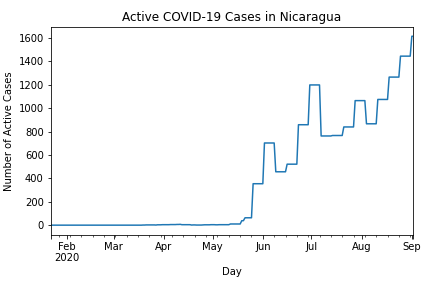 Active COVID-19 Cases in Nicaragua
Number of Active Cases
1600
1400
1200
1000
800
600
400
200
0
Feb Mar Apr May Jun Jul Aug Sep
2020
Day